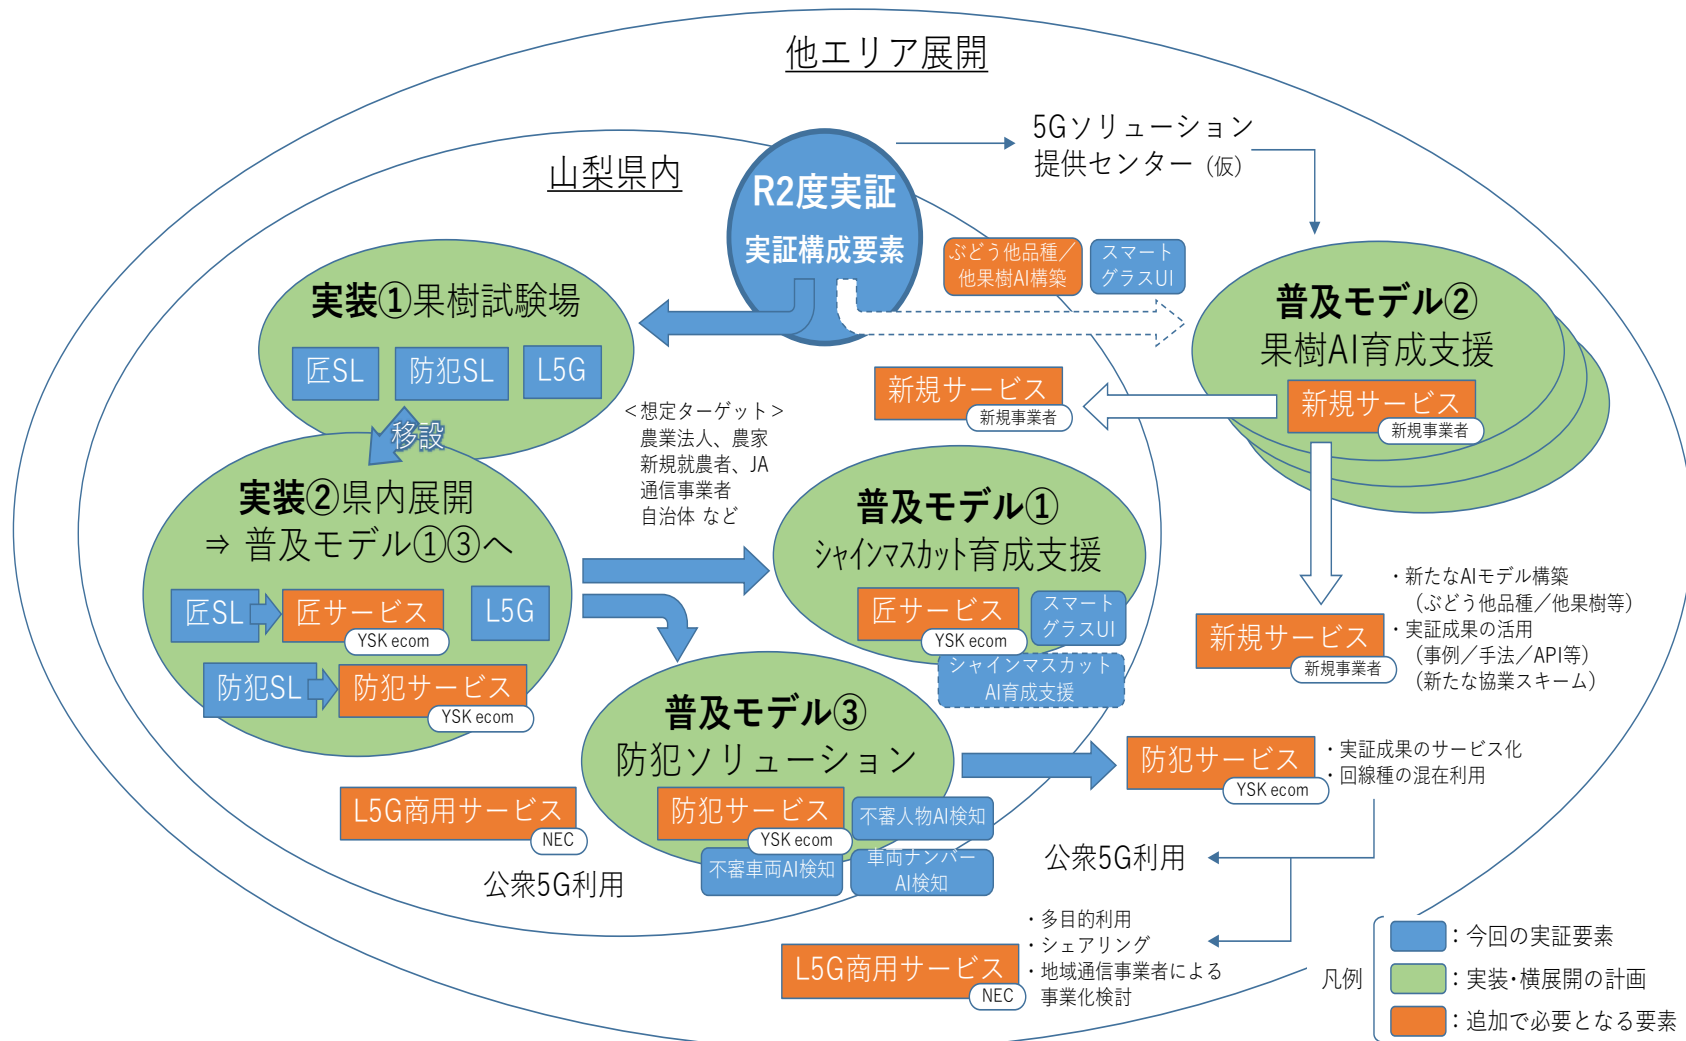 他エリア展開
山梨県内
R2度実証
実証構成要素
5Gソリューション
提供センター (仮)
ぶどう他品種／
他果樹AI構築
スマート
グラスUI
実装①果樹試験場
匠SL
防犯SL
L5G
移設
普及モデル②
果樹AI育成支援
新規サービス
新規事業者
新規サービス
新規事業者
＜想定ターゲット＞
農業法人、農家
新規就農者、JA
通信事業者
自治体 など
実装②県内展開
⇒ 普及モデル①③へ
匠SL
匠サービス
YSK ecom
L5G
防犯SL
防犯サービス
YSK ecom
普及モデル①
シャインマスカット育成支援
匠サービス
YSK ecom
スマート
グラスUI
シャインマスカット
AI育成支援
新規サービス
新規事業者
・新たなAIモデル構築
（ぶどう他品種／他果樹等）
・実証成果の活用
(事例／手法／API等)
(新たな協業スキーム)
普及モデル③
防犯ソリューション
防犯サービス
YSK ecom
不審人物AI検知
不審車両AI検知
車両ナンバー
AI検知
防犯サービス
YSK ecom
・実証成果のサービス化
・回線種の混在利用
L5G商用サービス
NEC
公衆5G利用
公衆5G利用
L5G商用サービス
NEC
・多目的利用
・シェアリング
・地域通信事業者による
事業化検討
凡例
：今回の実証要素
：実装・横展開の計画
：追加で必要となる要素